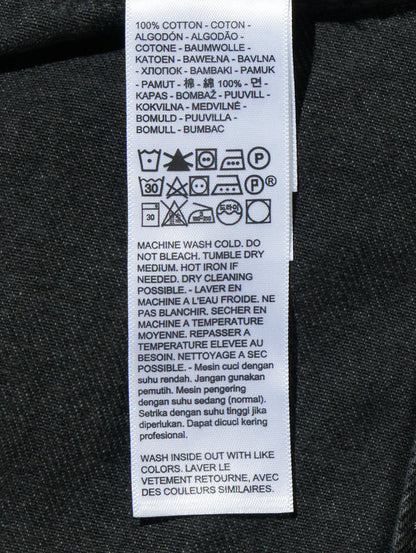 100% COTTON - COTON -
ALGODÓN - ALGODÃO -
COTONE - BAUMWOLLE -
KATOEN - BAWEŁNA - BAVLNA
- ХЛОПОК - BAMBAKI - PAMUK
- PAMUT - 棉 - 綿 100% - 면 -
KAPAS - BOMBAŽ - PUUVILL -
KOKVILNA - MEDVILNĖ -
BOMULD - PUUVILLA -
BOMULL - BUMBAC
P
30 P®
30 드라이
MACHINE WASH COLD. DO
NOT BLEACH. TUMBLE DRY
MEDIUM. HOT IRON IF
NEEDED. DRY CLEANING
POSSIBLE. - LAVER EN
MACHINE A L'EAU FROIDE. NE
PAS BLANCHIR. SECHER EN
MACHINE A TEMPERATURE
MOYENNE. REPASSER A
TEMPERATURE ELEVEE AU
BESOIN. NETTOYAGE A SEC
POSSIBLE. - Mesin cuci dengan
suhu rendah. Jangan gunakan
pemutih. Mesin pengering
dengan suhu sedang (normal).
Setrika dengan suhu tinggi jika
diperlukan. Dapat dicuci kering
profesional.
WASH INSIDE OUT WITH LIKE
COLORS. LAVER LE
VETEMENT RETOURNE, AVEC
DES COULEURS SIMILAIRES.